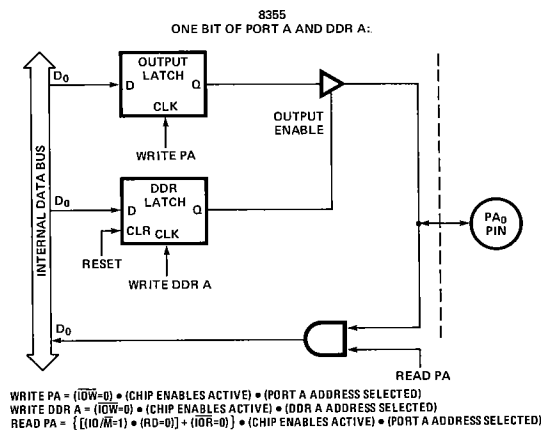 8355
ONE BIT OF PORT A AND DDR A:
OUTPUT
LATCH
D₀
D
Q
CLK
OUTPUT
ENABLE
WRITE PA
INTERNAL DATA BUS
DDR
LATCH
D₀
D
Q
CLR CLK
RESET
WRITE DDR A
PA₀
PIN
D₀
READ PA
WRITE PA = (I̅O̅W̅=0) • (CHIP ENABLES ACTIVE) • (PORT A ADDRESS SELECTED)
WRITE DDR A = (I̅O̅W̅=0) • (CHIP ENABLES ACTIVE) • (DDR A ADDRESS SELECTED)
READ PA = {[(IO/M̅=1) • (RD=0)] + (I̅O̅R̅=0)} • (CHIP ENABLES ACTIVE) • (PORT A ADDRESS SELECTED)